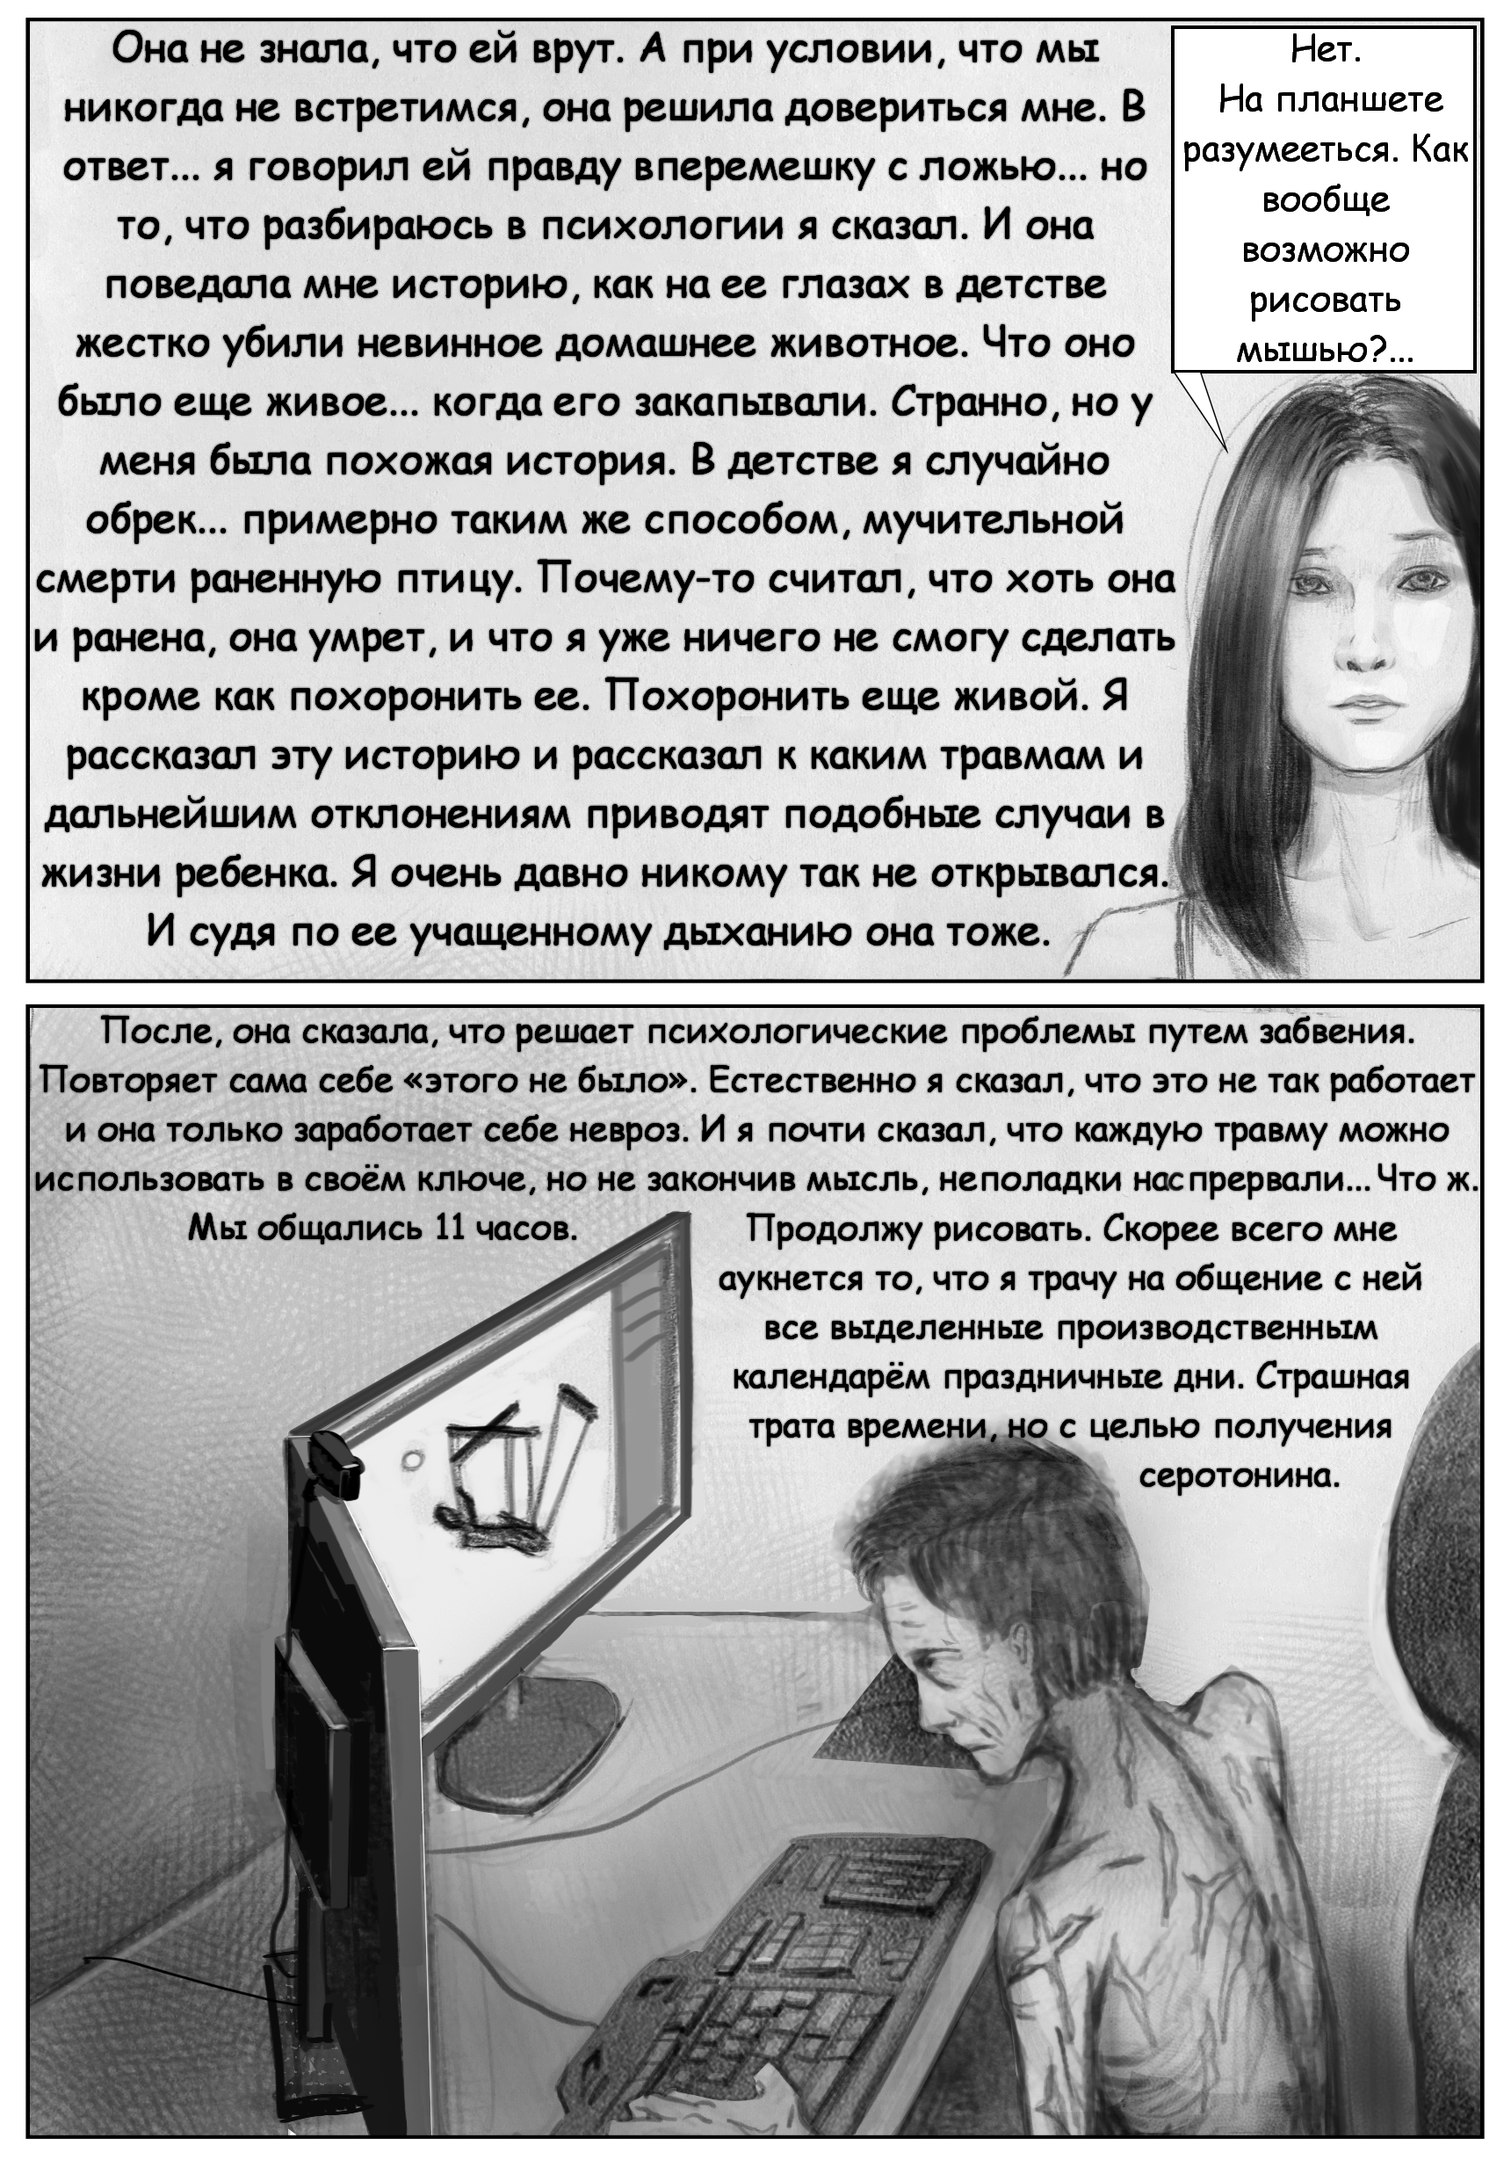 Она не знала, что ей врут. А при условии, что мы
никогда не встретимся, она решила довериться мне. В
ответ... я говорил ей правду вперемешку с ложью... но
то, что разбираюсь в психологии я сказал. И она
поведала мне историю, как на ее глазах в детстве
жестко убили невинное домашнее животное. Что оно
было еще живое... когда его закапывали. Странно, но у
меня была похожая история. В детстве я случайно
обрек... примерно таким же способом, мучительной
смерти раненную птицу. Почему-то считал, что хоть она
и ранена, она умрет, и что я уже ничего не смогу сделать
кроме как похоронить ее. Похоронить еще живой. Я
рассказал эту историю и рассказал к каким травмам и
дальнейшим отклонениям приводят подобные случаи в
жизни ребенка. Я очень давно никому так не открывался.
И судя по ее учащенному дыханию она тоже.
Нет.
На планшете
разумееться. Как
вообще
возможно
рисовать
мышью?...
После, она сказала, что решает психологические проблемы путем забвения.
Повторяет сама себе «этого не было». Естественно я сказал, что это не так работает
и она только заработает себе невроз. И я почти сказал, что каждую травму можно
использовать в своём ключе, но не закончив мысль, неполадки нас прервали... Что ж.
Мы общались 11 часов.
Продолжу рисовать. Скорее всего мне
аукнется то, что я трачу на общение с ней
все выделенные производственным
календарём праздничные дни. Страшная
трата времени, но с целью получения
серотонина.